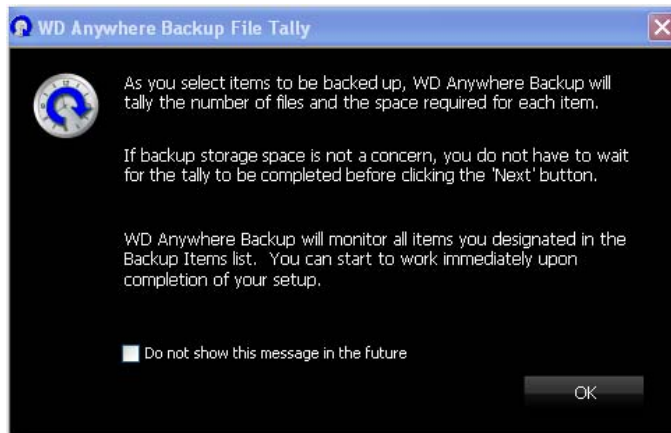 WD Anywhere Backup File Tally
As you select items to be backed up, WD Anywhere Backup will
tally the number of files and the space required for each item.
If backup storage space is not a concern, you do not have to wait
for the tally to be completed before clicking the 'Next' button.
WD Anywhere Backup will monitor all items you designated in the
Backup Items list.  You can start to work immediately upon
completion of your setup.
Do not show this message in the future
OK